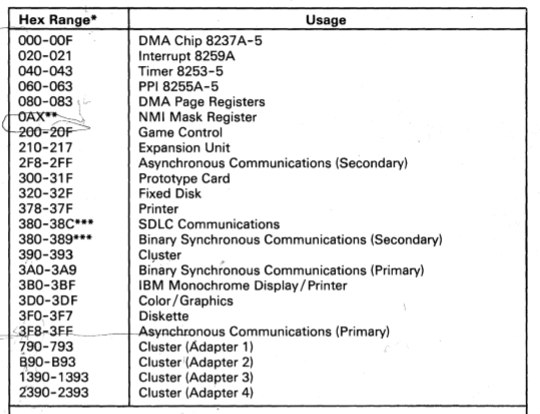 Hex Range* Usage
000-00F DMA Chip 8237A-5
020-021 Interrupt 8259A
040-043 Timer 8253-5
060-063 PPI 8255A-5
080-083 DMA Page Registers
0AX** NMI Mask Register
200-20F Game Control
210-217 Expansion Unit
2F8-2FF Asynchronous Communications (Secondary)
300-31F Prototype Card
320-32F Fixed Disk
378-37F Printer
380-38C*** SDLC Communications
380-389*** Binary Synchronous Communications (Secondary)
390-393 Cluster
3A0-3A9 Binary Synchronous Communications (Primary)
3B0-3BF IBM Monochrome Display/Printer
3D0-3DF Color/Graphics
3F0-3F7 Diskette
3F8-3FF Asynchronous Communications (Primary)
790-793 Cluster (Adapter 1)
B90-B93 Cluster (Adapter 2)
1390-1393 Cluster (Adapter 3)
2390-2393 Cluster (Adapter 4)